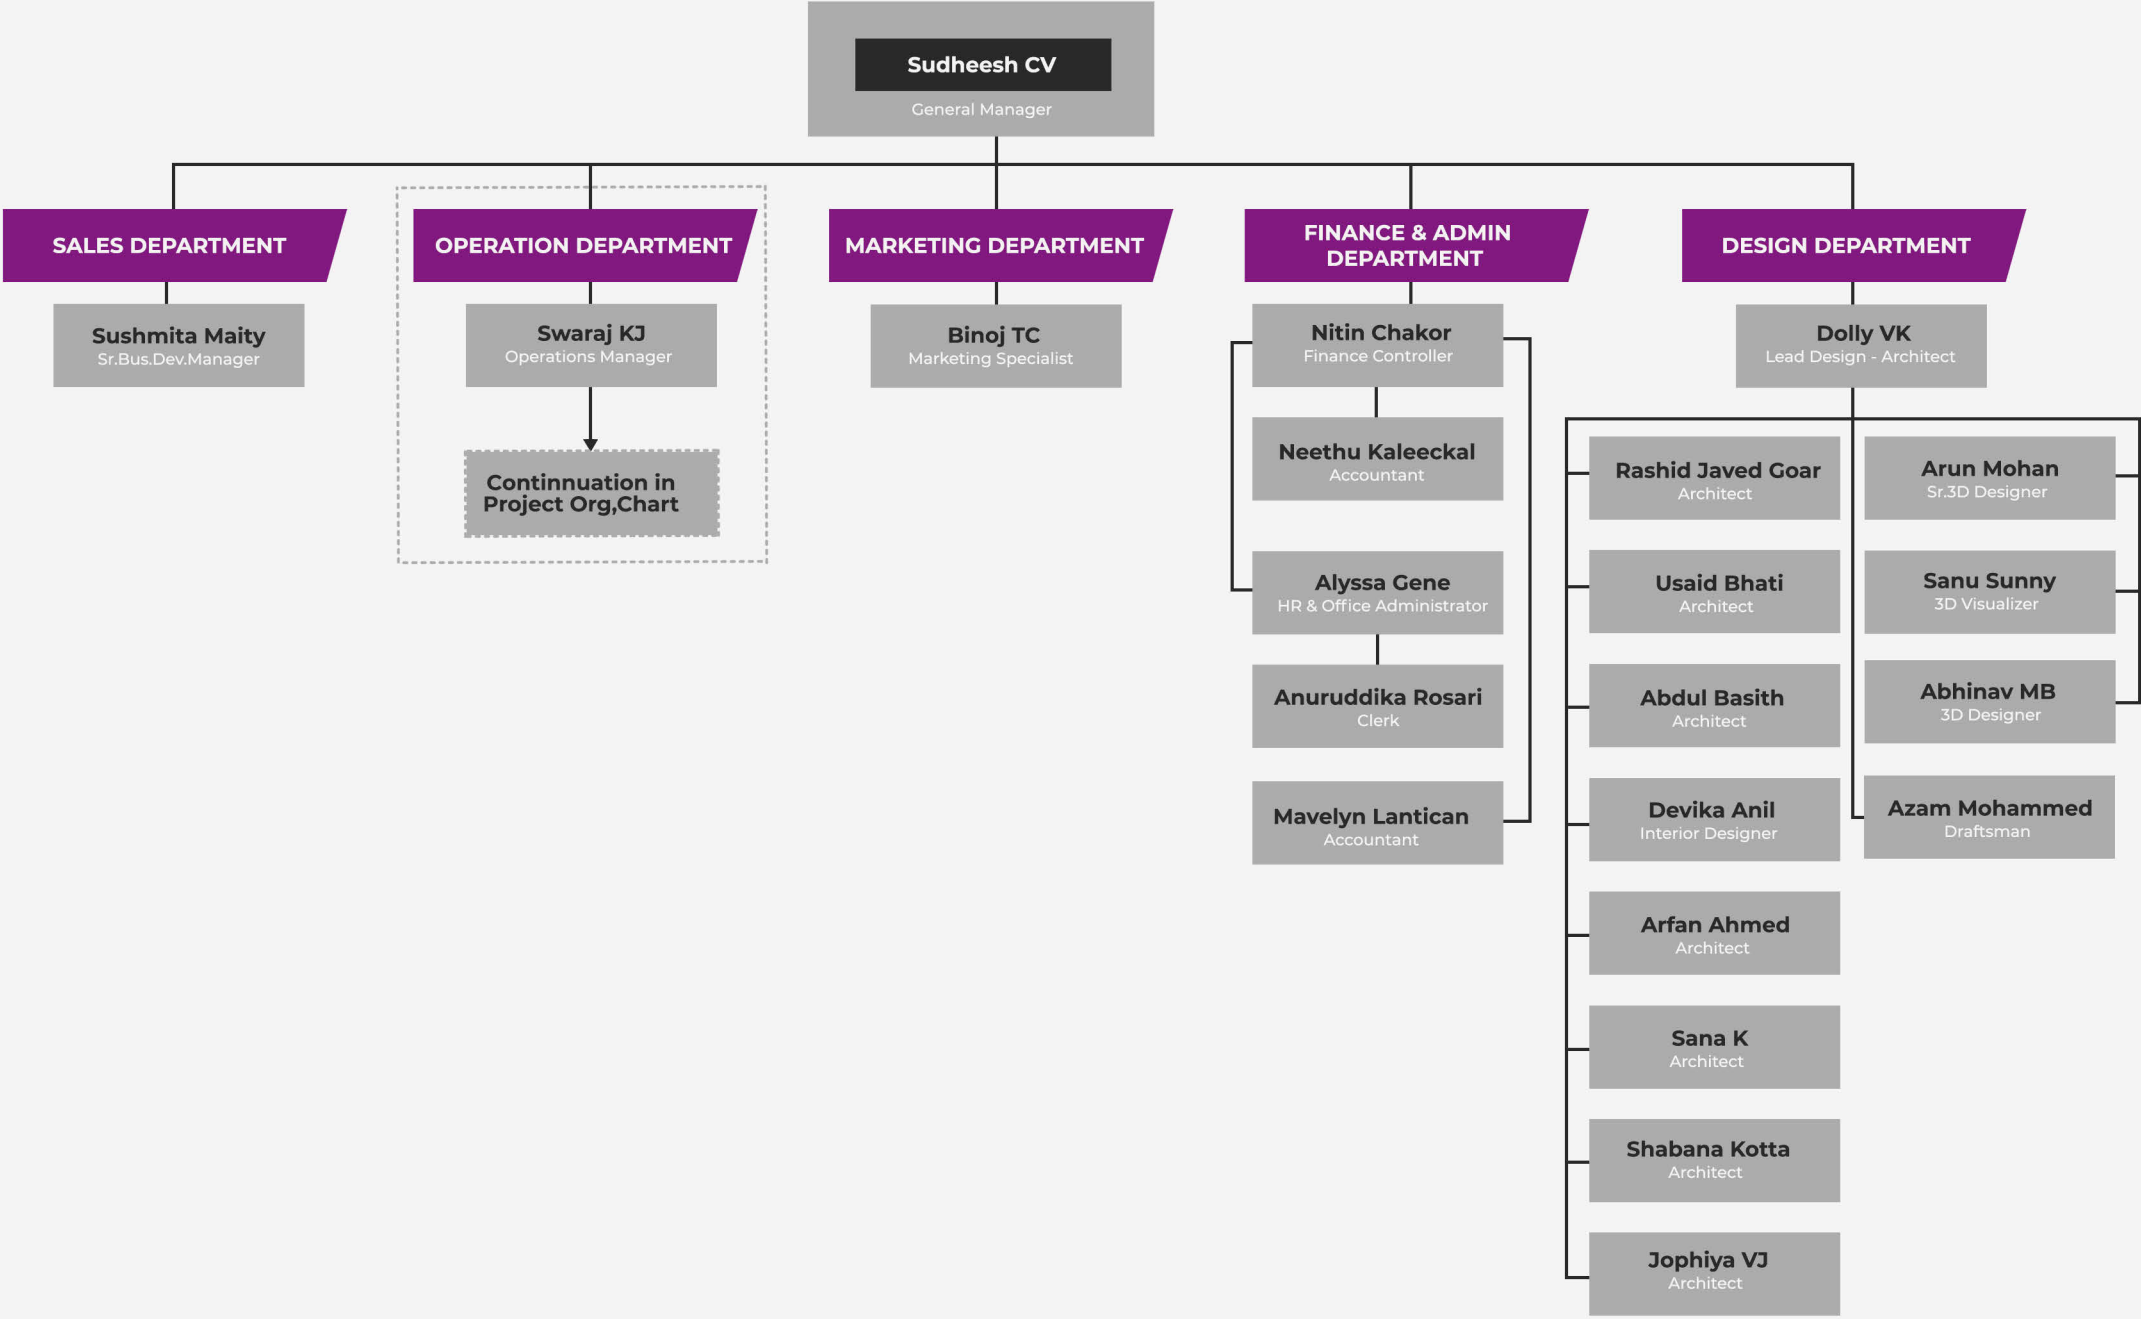 Sudheesh CV
General Manager
SALES DEPARTMENT
Sushmita Maity
Sr.Bus.Dev.Manager
OPERATION DEPARTMENT
Swaraj KJ
Operations Manager
Continnuation in
Project Org,Chart
MARKETING DEPARTMENT
Binoj TC
Marketing Specialist
FINANCE & ADMIN
DEPARTMENT
Nitin Chakor
Finance Controller
Neethu Kaleeckal
Accountant
Alyssa Gene
HR & Office Administrator
Anuruddika Rosari
Clerk
Mavelyn Lantican
Accountant
DESIGN DEPARTMENT
Dolly VK
Lead Design - Architect
Rashid Javed Goar
Architect
Usaid Bhati
Architect
Abdul Basith
Architect
Devika Anil
Interior Designer
Arfan Ahmed
Architect
Sana K
Architect
Shabana Kotta
Architect
Jophiya VJ
Architect
Arun Mohan
Sr.3D Designer
Sanu Sunny
3D Visualizer
Abhinav MB
3D Designer
Azam Mohammed
Draftsman